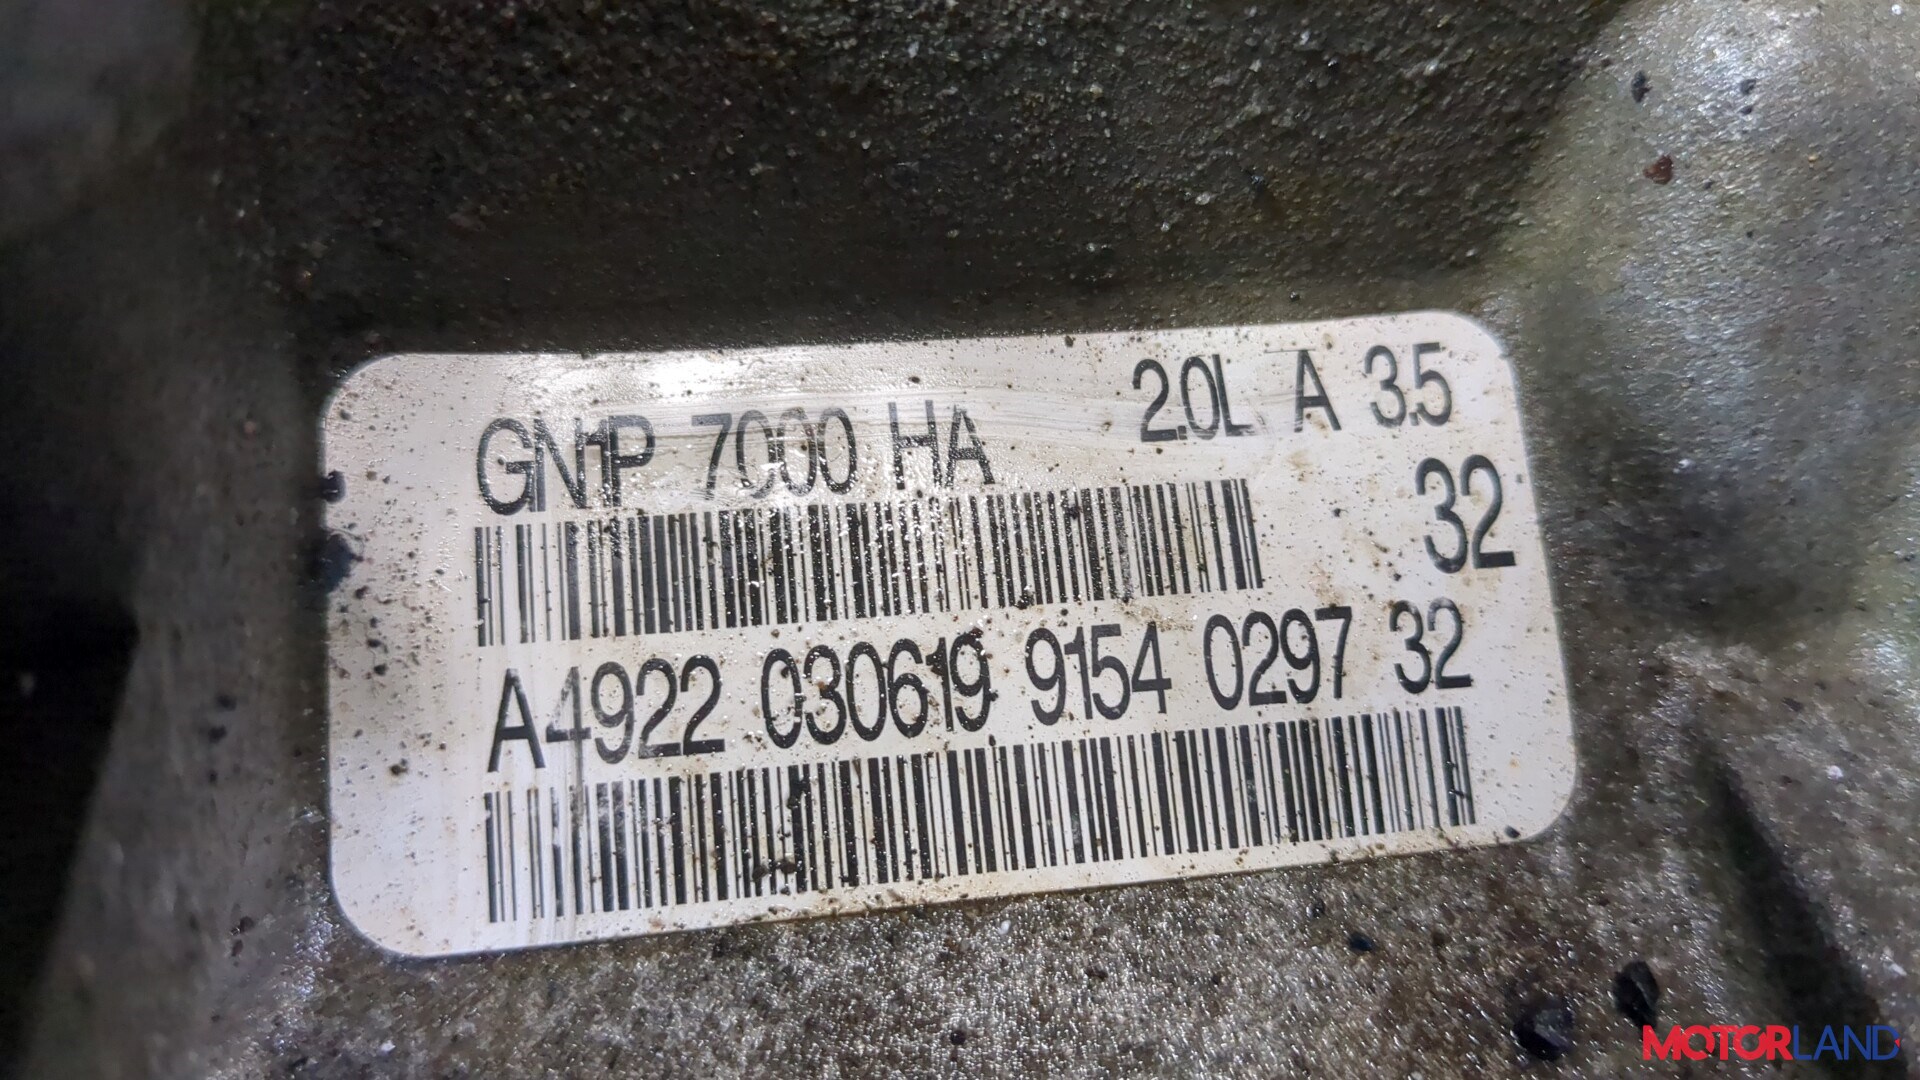 GN1P 7000 HA 2.0L A 3.5
32
A4922 030619 9154 0297 32
MOTORLAND